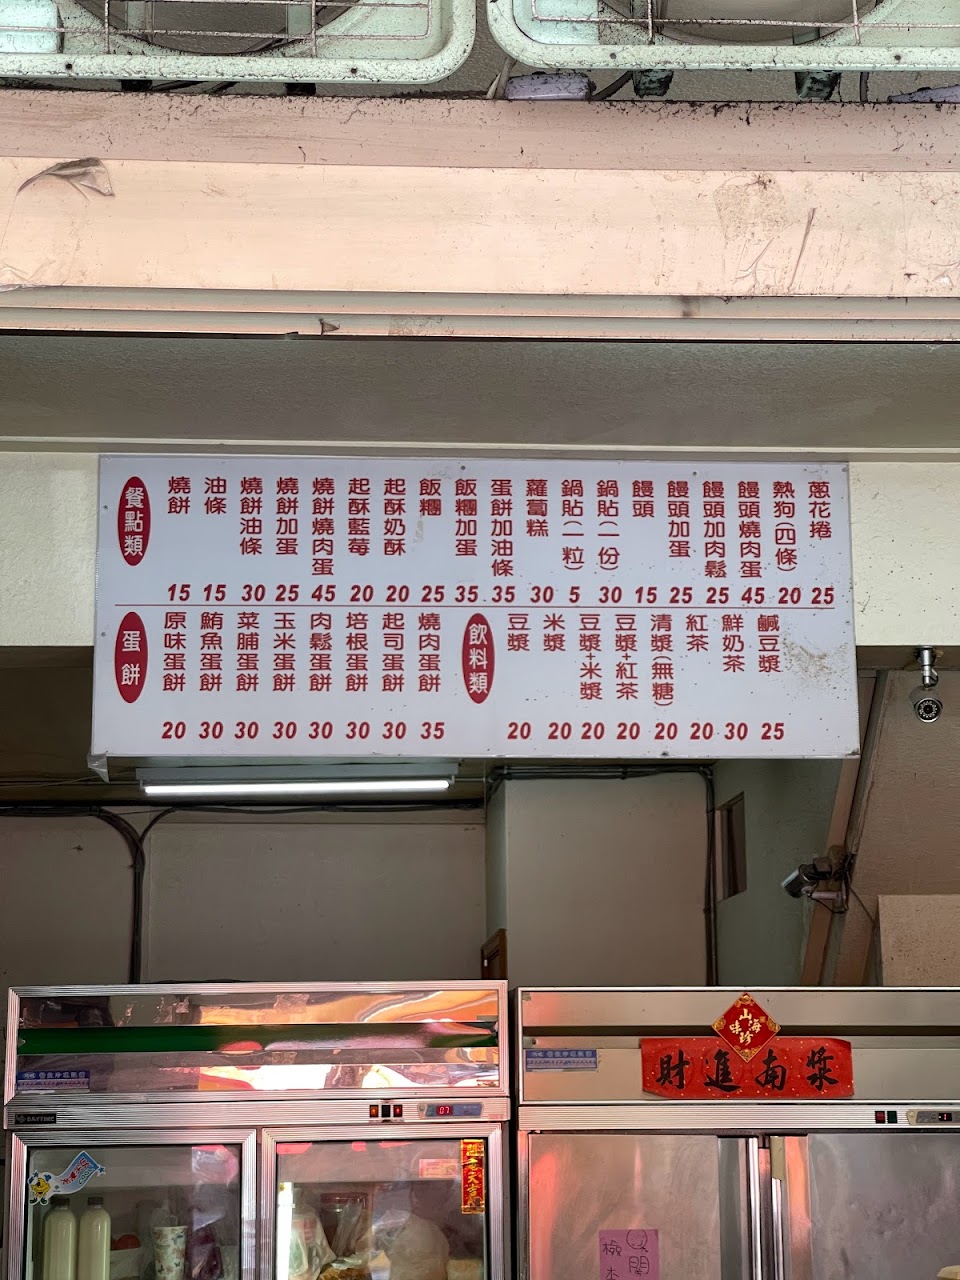 餐點類
燒餅 15
油條 15
燒餅油條 30
燒餅加蛋 25
燒餅燒肉蛋 45
起酥藍莓 20
起酥奶酥 20
飯糰 25
飯糰加蛋 35
蛋餅加油條 35
蘿蔔糕 30
鍋貼(一粒) 5
鍋貼(一份) 30
饅頭 15
饅頭加蛋 25
饅頭加肉鬆 25
饅頭燒肉蛋 45
熱狗(四條) 20
蔥花捲 25
蛋餅
原味蛋餅 20
鮪魚蛋餅 30
菜脯蛋餅 30
玉米蛋餅 30
肉鬆蛋餅 30
培根蛋餅 30
起司蛋餅 30
燒肉蛋餅 35
飲料類
豆漿 20
米漿 20
豆漿+米漿 20
豆漿+紅茶 20
清漿(無糖) 20
紅茶 20
鮮奶茶 30
鹹豆漿 25
山海味珍
財進南漿
07